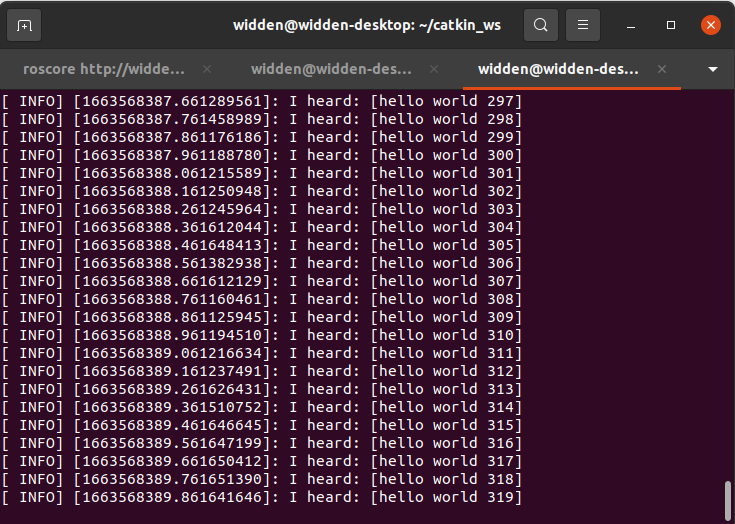 widden@widden-desktop: ~/catkin_ws
roscore http://widde...
widden@widden-des...
widden@widden-des...
[ INFO] [1663568387.661289561]: I heard: [hello world 297]
[ INFO] [1663568387.761458989]: I heard: [hello world 298]
[ INFO] [1663568387.861176186]: I heard: [hello world 299]
[ INFO] [1663568387.961188780]: I heard: [hello world 300]
[ INFO] [1663568388.061215589]: I heard: [hello world 301]
[ INFO] [1663568388.161250948]: I heard: [hello world 302]
[ INFO] [1663568388.261245964]: I heard: [hello world 303]
[ INFO] [1663568388.361612044]: I heard: [hello world 304]
[ INFO] [1663568388.461648413]: I heard: [hello world 305]
[ INFO] [1663568388.561382938]: I heard: [hello world 306]
[ INFO] [1663568388.661612129]: I heard: [hello world 307]
[ INFO] [1663568388.761160461]: I heard: [hello world 308]
[ INFO] [1663568388.861125945]: I heard: [hello world 309]
[ INFO] [1663568388.961194510]: I heard: [hello world 310]
[ INFO] [1663568389.061216634]: I heard: [hello world 311]
[ INFO] [1663568389.161237491]: I heard: [hello world 312]
[ INFO] [1663568389.261626431]: I heard: [hello world 313]
[ INFO] [1663568389.361510752]: I heard: [hello world 314]
[ INFO] [1663568389.461646645]: I heard: [hello world 315]
[ INFO] [1663568389.561647199]: I heard: [hello world 316]
[ INFO] [1663568389.661650412]: I heard: [hello world 317]
[ INFO] [1663568389.761651390]: I heard: [hello world 318]
[ INFO] [1663568389.861641646]: I heard: [hello world 319]